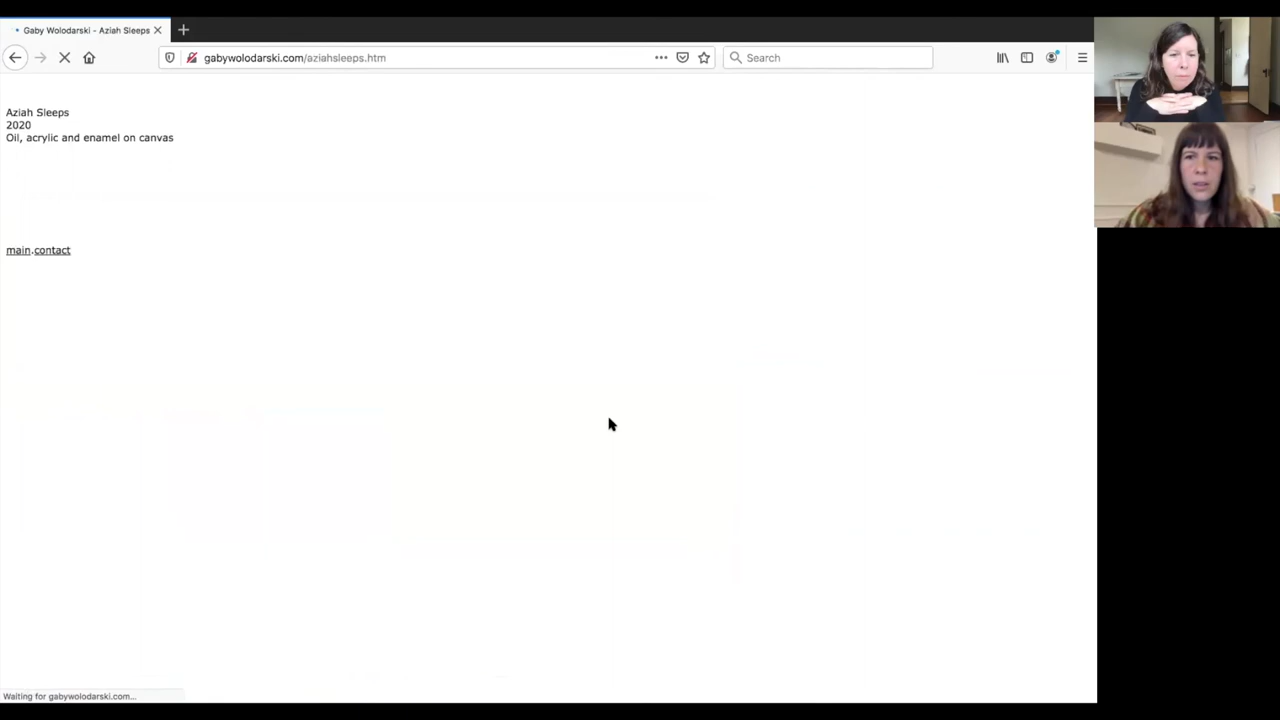 Gaby Wolodarski - Aziah Sleeps
gabywolodarski.com/aziahsleeps.htm
Search
Aziah Sleeps
2020
Oil, acrylic and enamel on canvas
main.contact
Waiting for gabywolodarski.com...